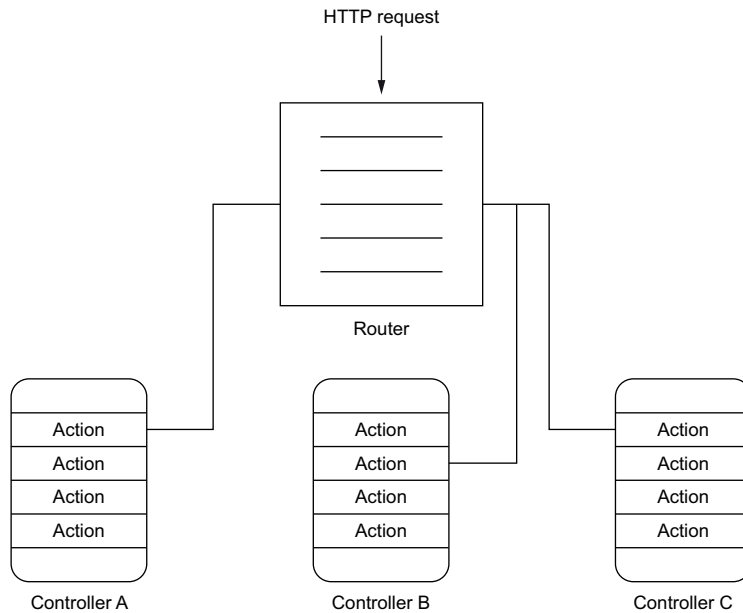 HTTP request
Router
Action
Action
Action
Action
Controller A
Action
Action
Action
Action
Controller B
Action
Action
Action
Action
Controller C